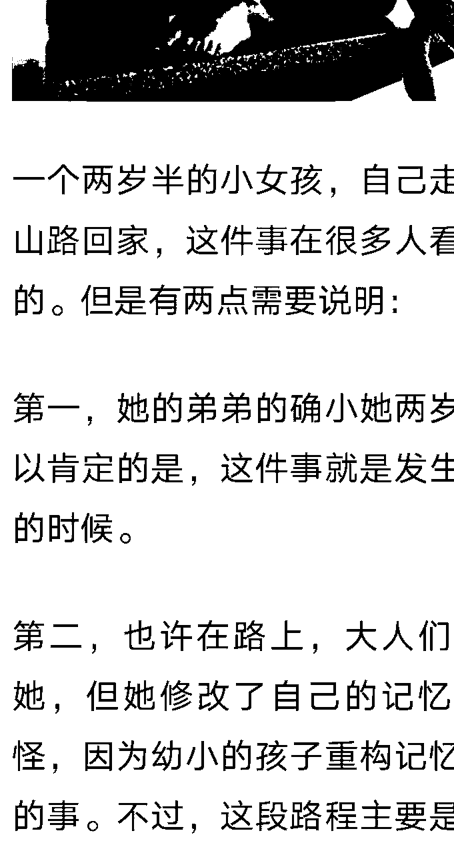 一个两岁半的小女孩，自己走
山路回家，这件事在很多人看
的。但是有两点需要说明：
第一，她的弟弟的确小她两岁
以肯定的是，这件事就是发生
的时候。
第二，也许在路上，大人们
她，但她修改了自己的记忆
怪，因为幼小的孩子重构记忆
的事。不过，这段路程主要是